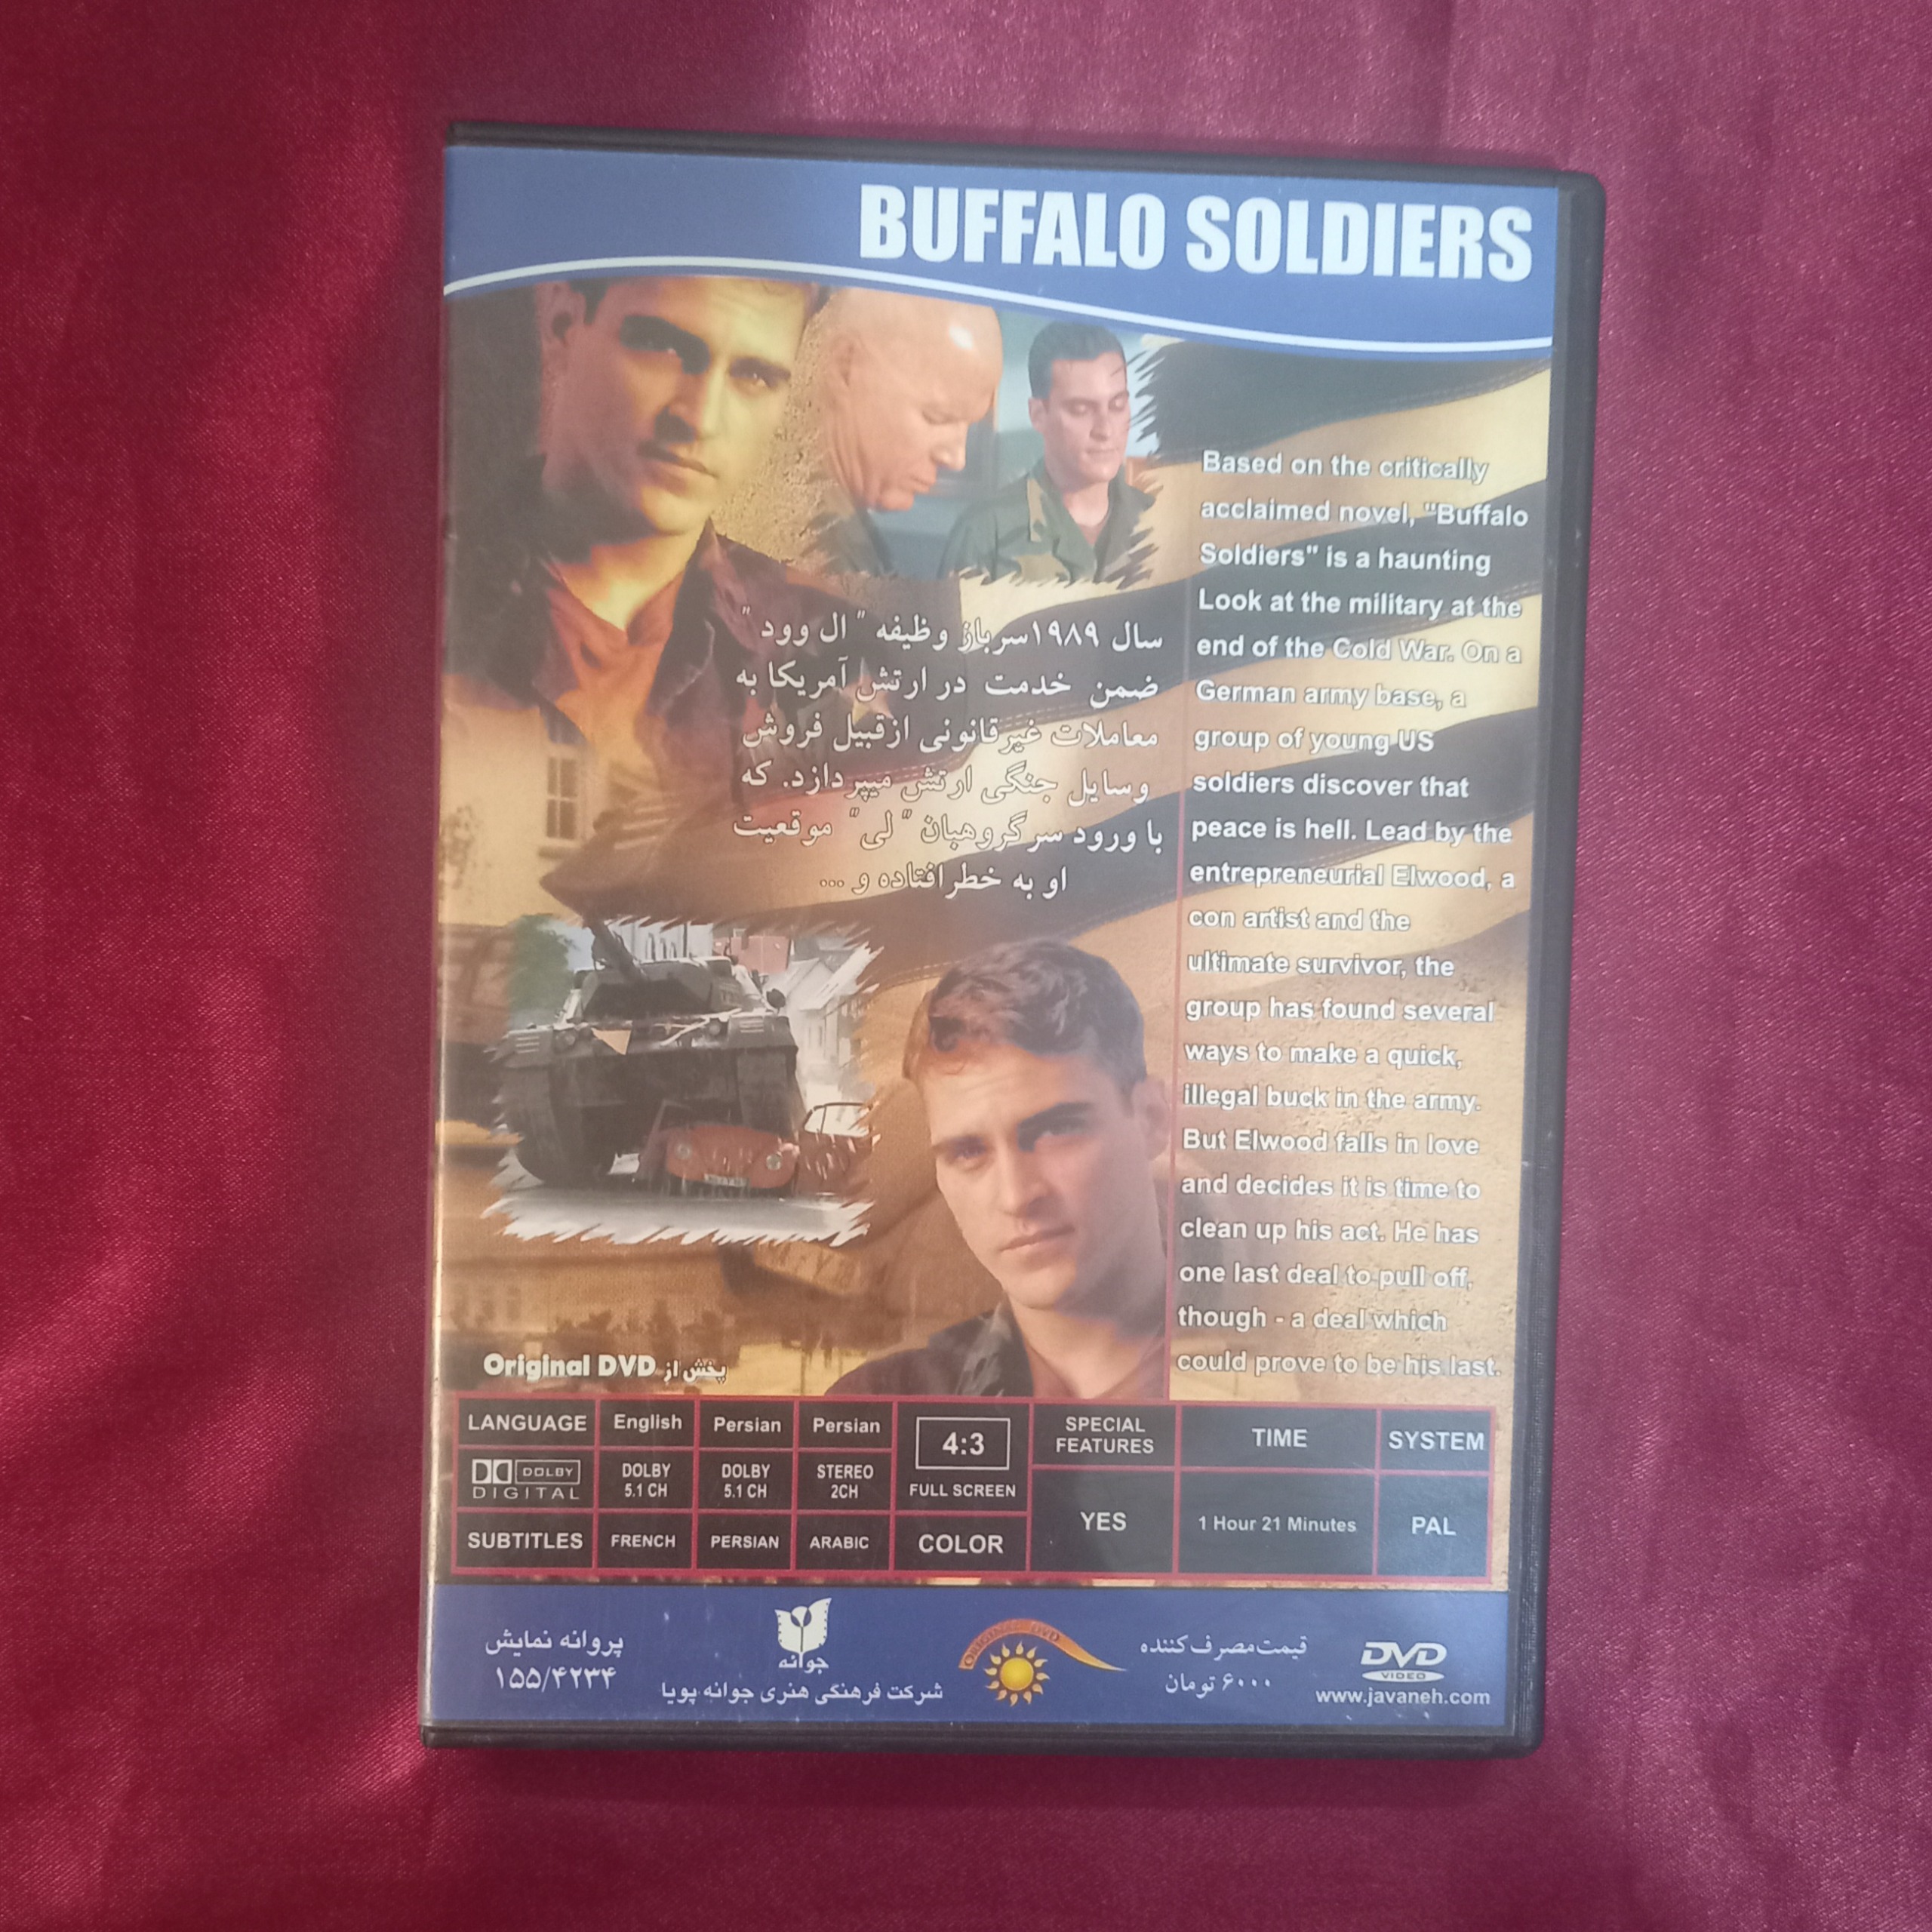 BUFFALO SOLDIERS
سال ۱۹۸۹سرباز وظیفه " ال وود "
ضمن خدمت در ارتش آمریکا به
معاملات غیرقانونی ازقبیل فروش
وسایل جنگی ارتش میپردازد. که
با ورود سرگروهبان " لی " موقعیت
او به خطرافتاده و ...
Based on the critically
acclaimed novel, "Buffalo
Soldiers" is a haunting
Look at the military at the
end of the Cold War. On a
German army base, a
group of young US
soldiers discover that
peace is hell. Lead by the
entrepreneurial Elwood, a
con artist and the
ultimate survivor, the
group has found several
ways to make a quick,
illegal buck in the army.
But Elwood falls in love
and decides it is time to
clean up his act. He has
one last deal to pull off,
though - a deal which
could prove to be his last.
پخش از Original DVD
LANGUAGE English Persian Persian
DOLBY DIGITAL DOLBY 5.1 CH DOLBY 5.1 CH STEREO 2CH
SUBTITLES FRENCH PERSIAN ARABIC
4:3
FULL SCREEN
COLOR
SPECIAL FEATURES
YES
TIME
1 Hour 21 Minutes
SYSTEM
PAL
پروانه نمایش
۱۵۵/۴۲۳۴
جوانه
شرکت فرهنگی هنری جوانه پویا
ORIGINAL DVD
قیمت مصرف کننده
۶۰۰۰ تومان
DVD
VIDEO
www.javaneh.com